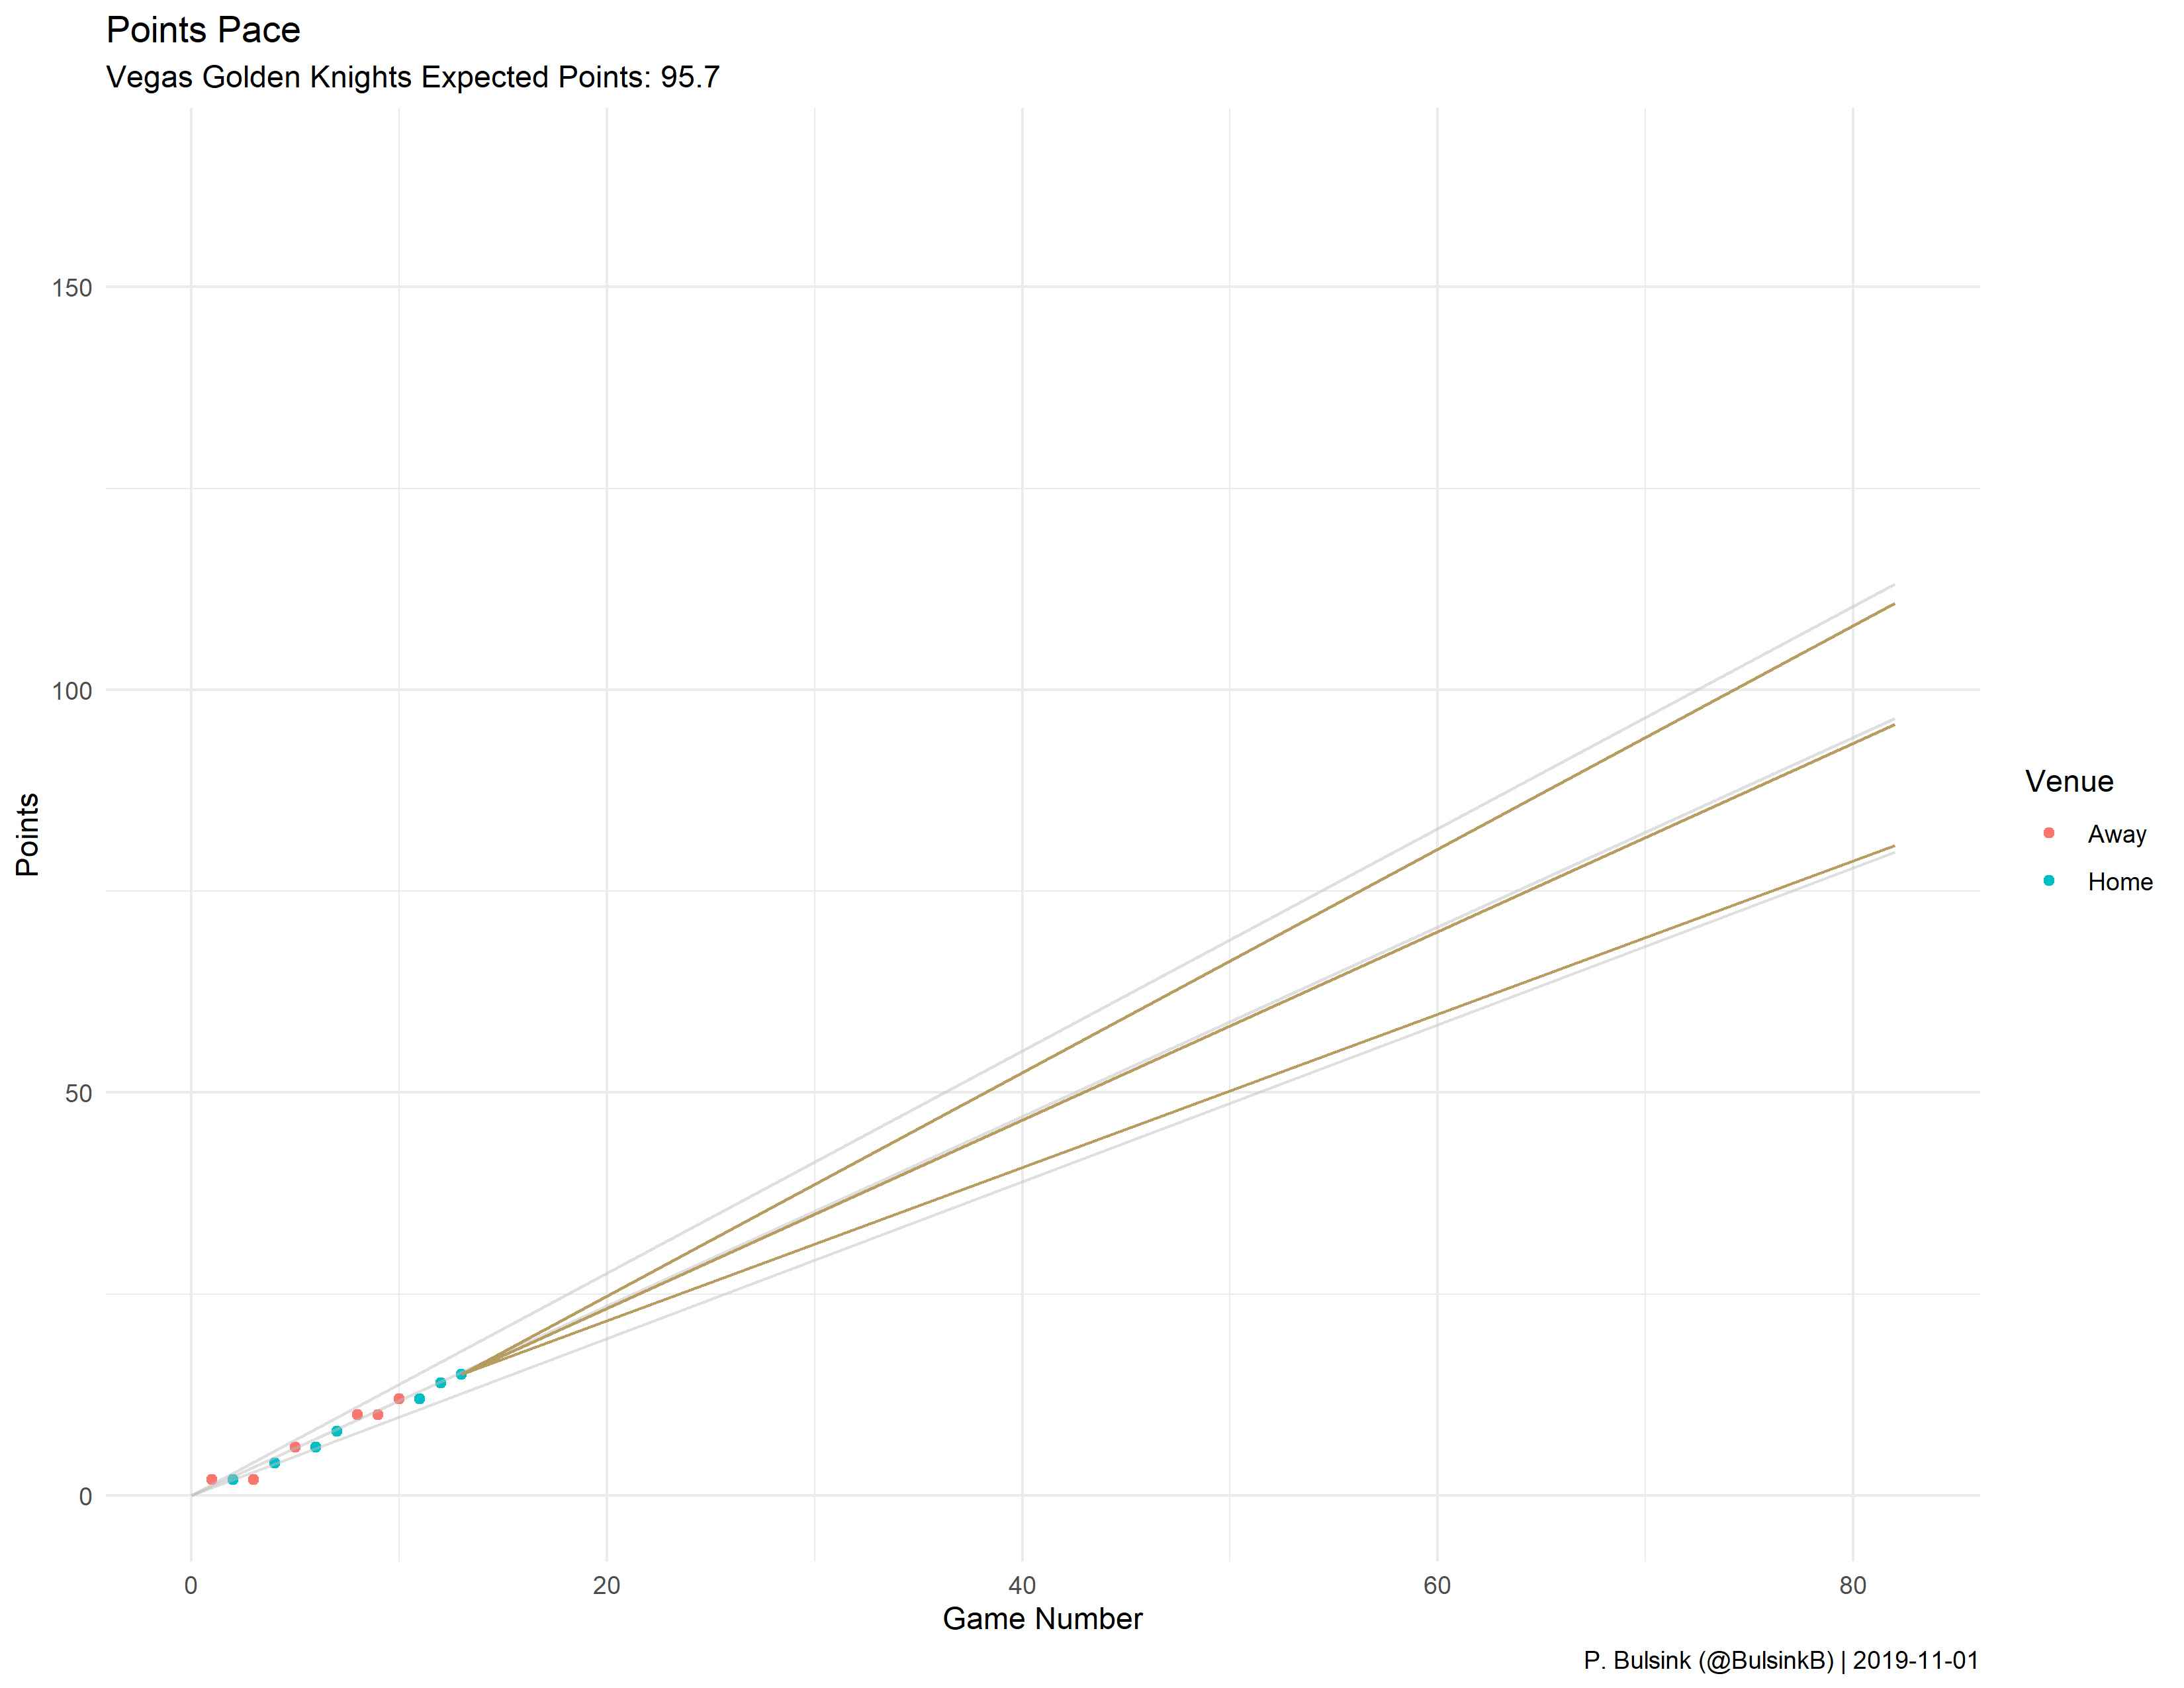 Points Pace
Vegas Golden Knights Expected Points: 95.7
150
100
50
0
Points
0 20 40 60 80
Game Number
Venue
Away
Home
P. Bulsink (@BulsinkB) | 2019-11-01